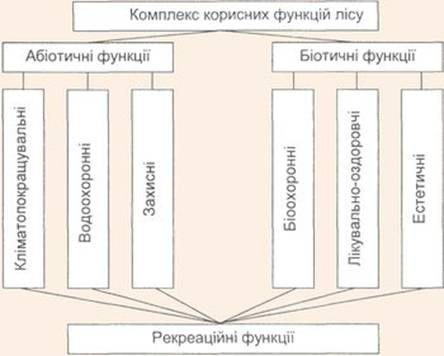 Комплекс корисних функцій лісу
Абіотичні функції
Біотичні функції
Кліматопокращувальні
Водоохоронні
Захисні
Біоохоронні
Лікувально-оздоровчі
Естетичні
Рекреаційні функції